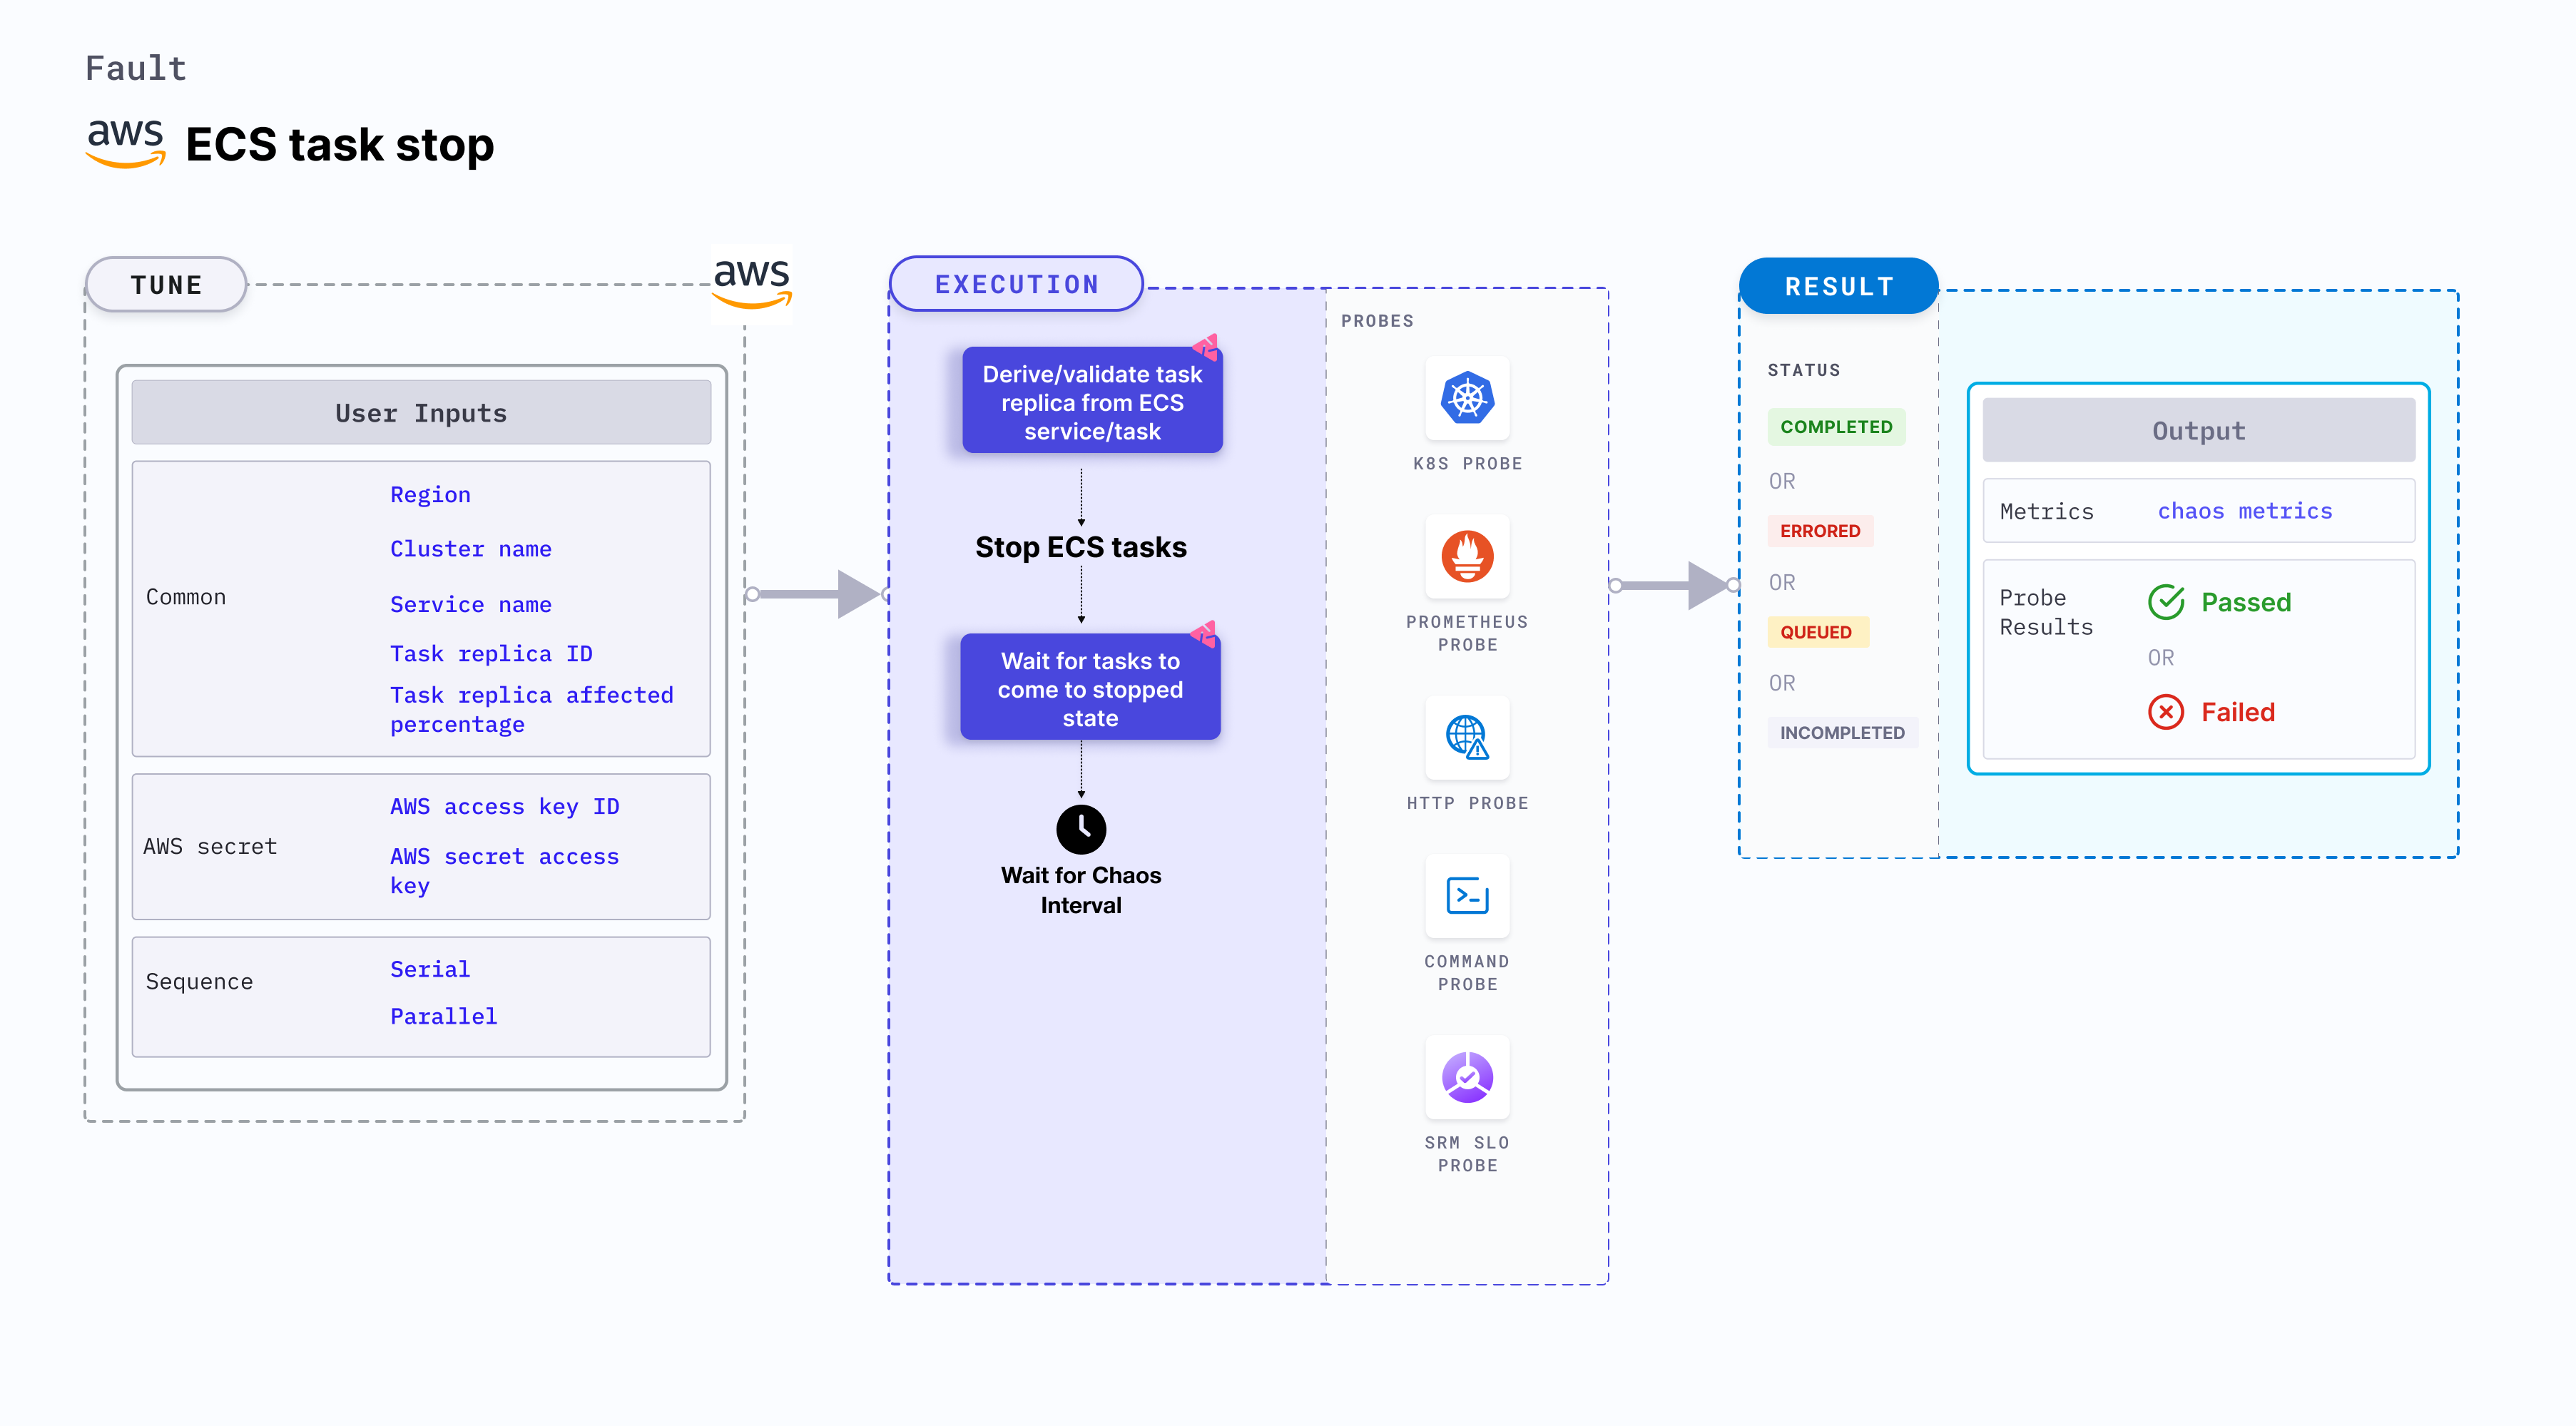 Fault
aws ECS task stop
TUNE
aws
User Inputs
Common
Region
Cluster name
Service name
Task replica ID
Task replica affected
percentage
AWS secret
AWS access key ID
AWS secret access
key
Sequence
Serial
Parallel
EXECUTION
Derive/validate task
replica from ECS
service/task
Stop ECS tasks
Wait for tasks to
come to stopped
state
Wait for Chaos
Interval
PROBES
K8S PROBE
PROMETHEUS
PROBE
HTTP PROBE
COMMAND
PROBE
SRM SLO
PROBE
RESULT
STATUS
COMPLETED
OR
ERRORED
OR
QUEUED
OR
INCOMPLETED
Output
Metrics chaos metrics
Probe
Results
Passed
OR
Failed